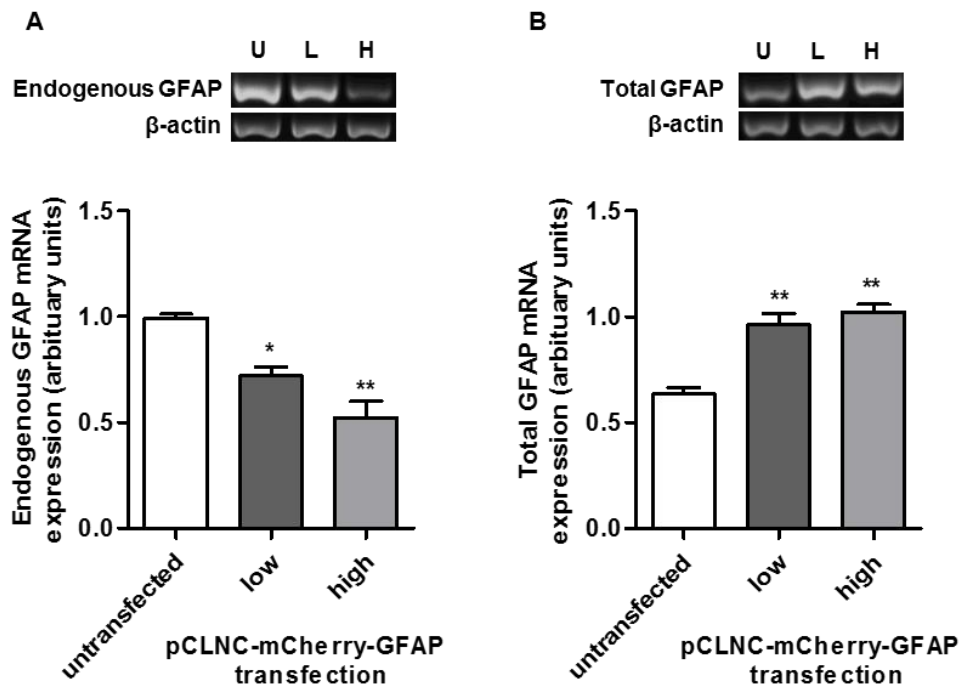 A
U L H
Endogenous GFAP
β-actin
Endogenous GFAP mRNA
expression (arbituary units)
1.5
1.0
0.5
0.0
*
**
untransfected
low
high
pCLNC-mCherry-GFAP
transfection
B
U L H
Total GFAP
β-actin
Total GFAP mRNA
expression (arbituary units)
1.5
1.0
0.5
0.0
**
**
untransfected
low
high
pCLNC-mCherry-GFAP
transfection